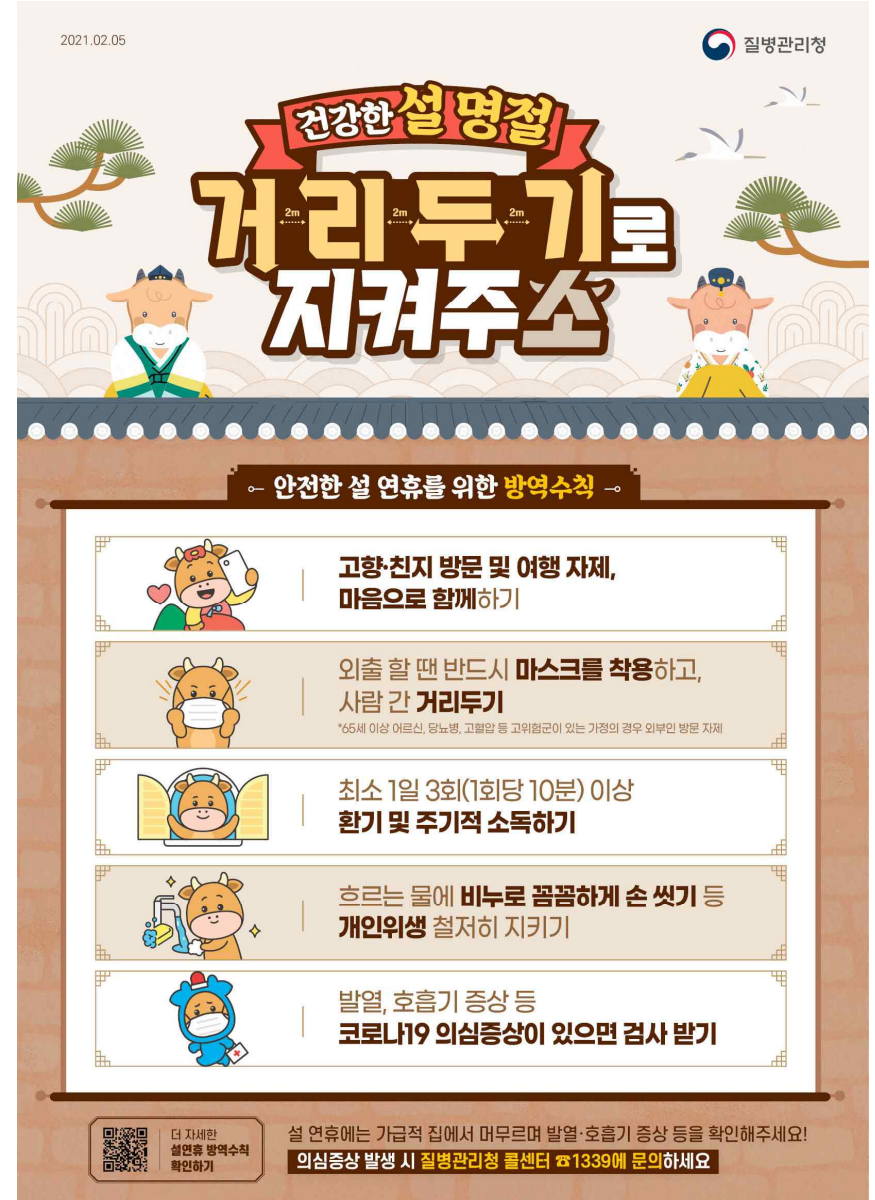 2021.02.05
질병관리청
건강한 설 명절
거리두기로
2m 2m 2m
지켜주소
안전한 설 연휴를 위한 방역수칙
고향·친지 방문 및 여행 자제,
마음으로 함께하기
외출 할 땐 반드시 마스크를 착용하고,
사람 간 거리두기
*65세 이상 어르신, 당뇨병, 고혈압 등 고위험군이 있는 가정의 경우 외부인 방문 자제
최소 1일 3회(1회당 10분) 이상
환기 및 주기적 소독하기
흐르는 물에 비누로 꼼꼼하게 손 씻기 등
개인위생 철저히 지키기
발열, 호흡기 증상 등
코로나19 의심증상이 있으면 검사 받기
더 자세한
설연휴 방역수칙
확인하기
설 연휴에는 가급적 집에서 머무르며 발열·호흡기 증상 등을 확인해주세요!
의심증상 발생 시 질병관리청 콜센터 ☎1339에 문의하세요